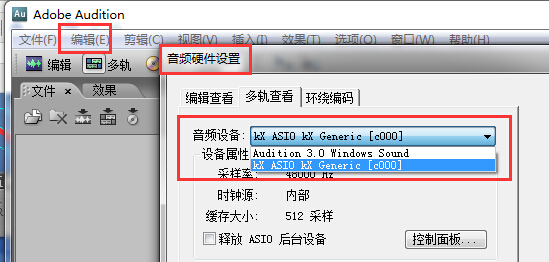 Au Adobe Audition
文件(F) 编辑(E) 剪辑(C) 视图(V) 插入(I) 效果(T) 选项(O) 窗口(W) 帮助(H)
音频硬件设置
编辑 多轨
文件 × 效果
编辑查看 多轨查看 环绕编码
音频设备: kX ASIO kX Generic [c000]
Audition 3.0 Windows Sound
kX ASIO kX Generic [c000]
设备属性
采样率: 48000 Hz
时钟源: 内部
缓存大小: 512 采样
释放 ASIO 后台设备
控制面板...